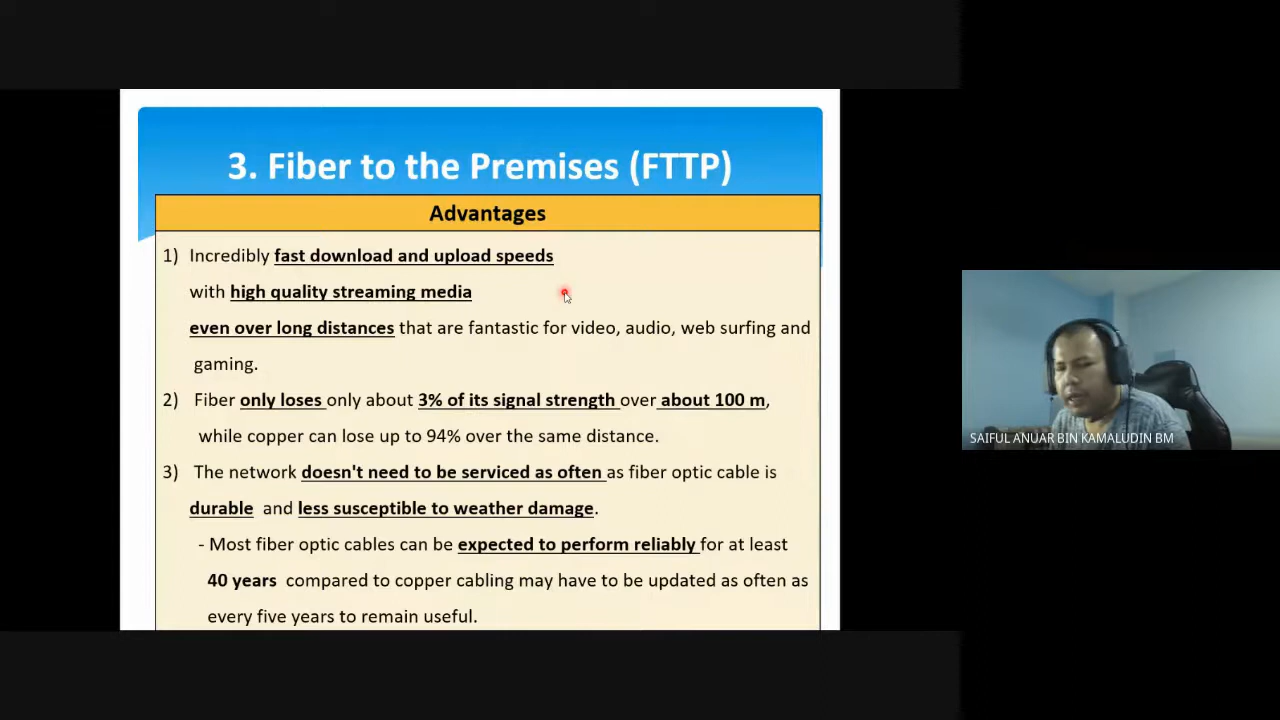 3. Fiber to the Premises (FTTP)
Advantages
1) Incredibly fast download and upload speeds
with high quality streaming media
even over long distances that are fantastic for video, audio, web surfing and
gaming.
2) Fiber only loses only about 3% of its signal strength over about 100 m,
while copper can lose up to 94% over the same distance.
3) The network doesn't need to be serviced as often as fiber optic cable is
durable and less susceptible to weather damage.
- Most fiber optic cables can be expected to perform reliably for at least
40 years compared to copper cabling may have to be updated as often as
every five years to remain useful.
SAIFUL ANUAR BIN KAMALUDIN BM